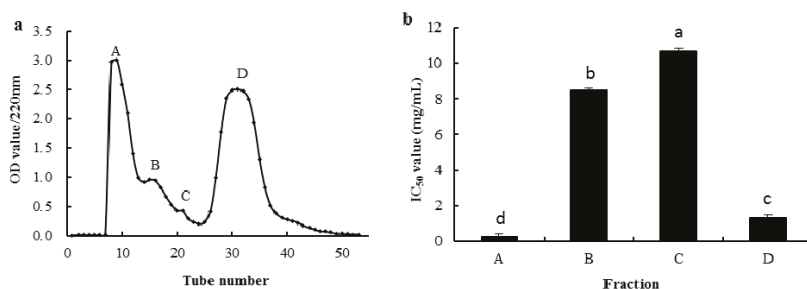 a
A
B
C
D
3.5
3.0
2.5
2.0
1.5
1.0
0.5
0.0
OD value/220nm
0 10 20 30 40 50
Tube number
b
12
10
8
6
4
2
0
IC50 value (mg/mL)
d
b
a
c
A B C D
Fraction